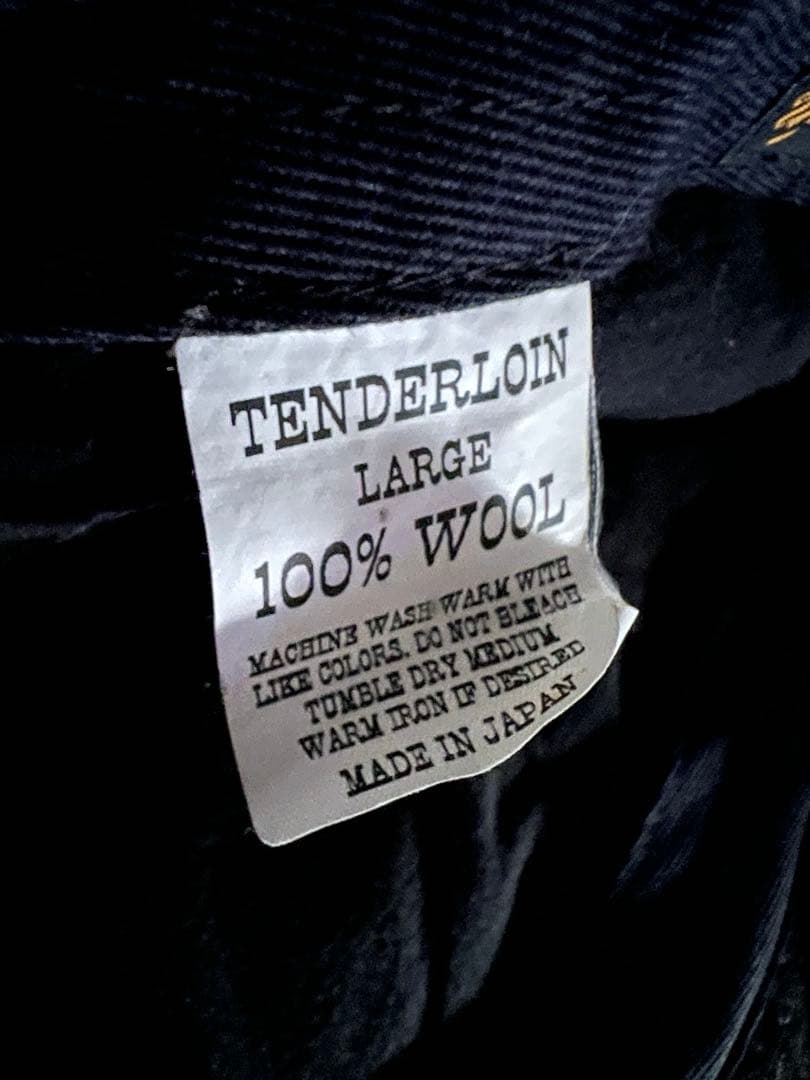 TENDERLOIN
LARGE
100% WOOL
MACHINE WASH WARM WITH
LIKE COLORS. DO NOT BLEACH
TUMBLE DRY MEDIUM
WARM IRON IF DESIRED
MADE IN JAPAN